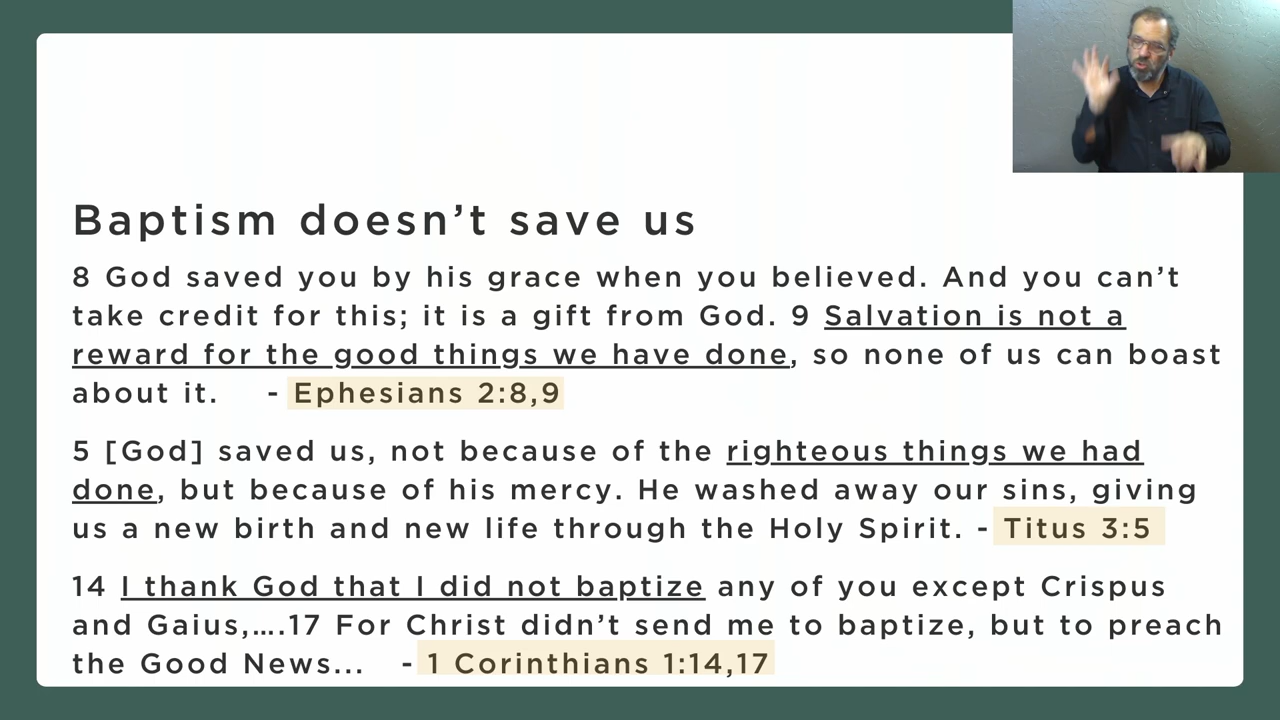 Baptism doesn’t save us
8 God saved you by his grace when you believed. And you can’t
take credit for this; it is a gift from God. 9 Salvation is not a
reward for the good things we have done, so none of us can boast
about it. - Ephesians 2:8,9
5 [God] saved us, not because of the righteous things we had
done, but because of his mercy. He washed away our sins, giving
us a new birth and new life through the Holy Spirit. - Titus 3:5
14 I thank God that I did not baptize any of you except Crispus
and Gaius,….17 For Christ didn’t send me to baptize, but to preach
the Good News... - 1 Corinthians 1:14,17